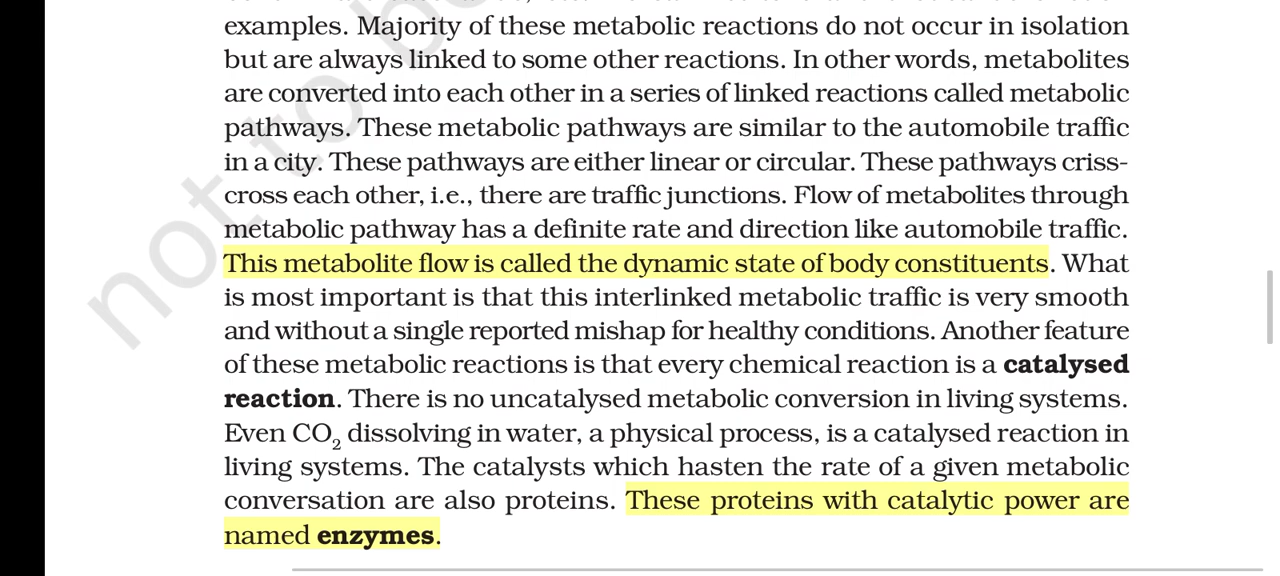 examples. Majority of these metabolic reactions do not occur in isolation
but are always linked to some other reactions. In other words, metabolites
are converted into each other in a series of linked reactions called metabolic
pathways. These metabolic pathways are similar to the automobile traffic
in a city. These pathways are either linear or circular. These pathways criss-
cross each other, i.e., there are traffic junctions. Flow of metabolites through
metabolic pathway has a definite rate and direction like automobile traffic.
This metabolite flow is called the dynamic state of body constituents. What
is most important is that this interlinked metabolic traffic is very smooth
and without a single reported mishap for healthy conditions. Another feature
of these metabolic reactions is that every chemical reaction is a catalysed
reaction. There is no uncatalysed metabolic conversion in living systems.
Even CO₂ dissolving in water, a physical process, is a catalysed reaction in
living systems. The catalysts which hasten the rate of a given metabolic
conversation are also proteins. These proteins with catalytic power are
named enzymes.
not to be